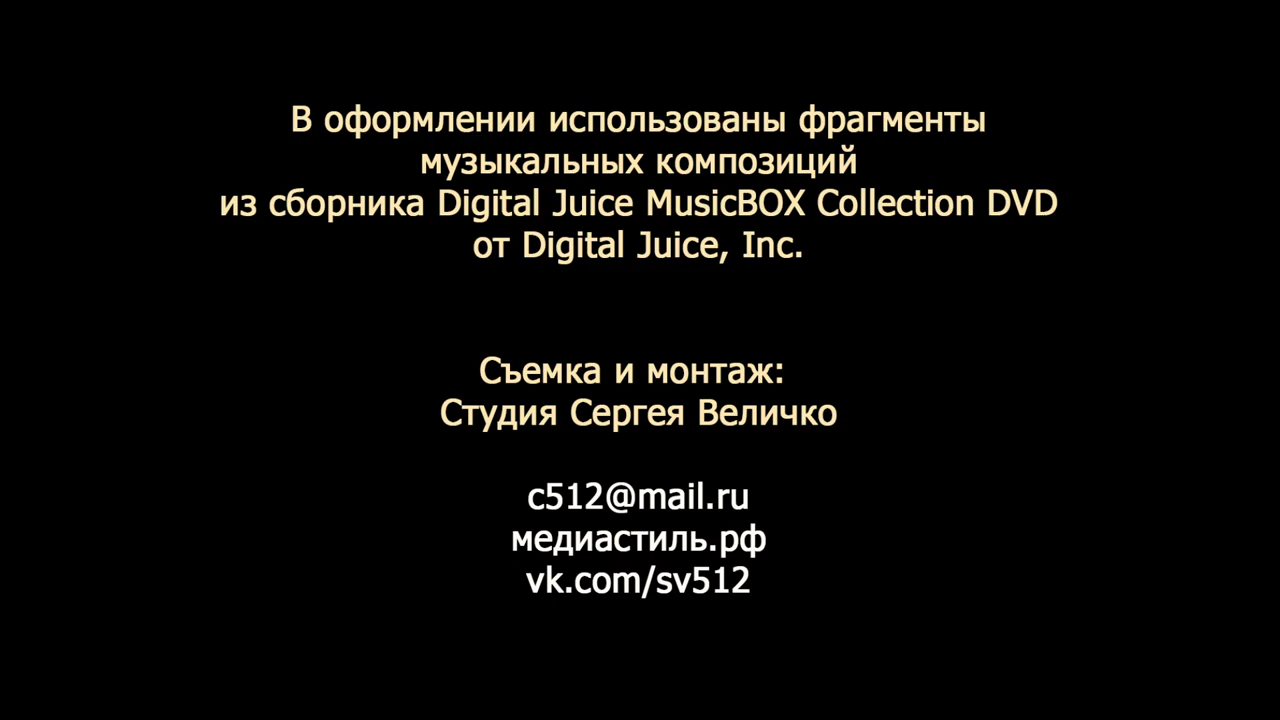 В оформлении использованы фрагменты
музыкальных композиций
из сборника Digital Juice MusicBOX Collection DVD
от Digital Juice, Inc.
Съемка и монтаж:
Студия Сергея Величко
c512@mail.ru
медиастиль.рф
vk.com/sv512